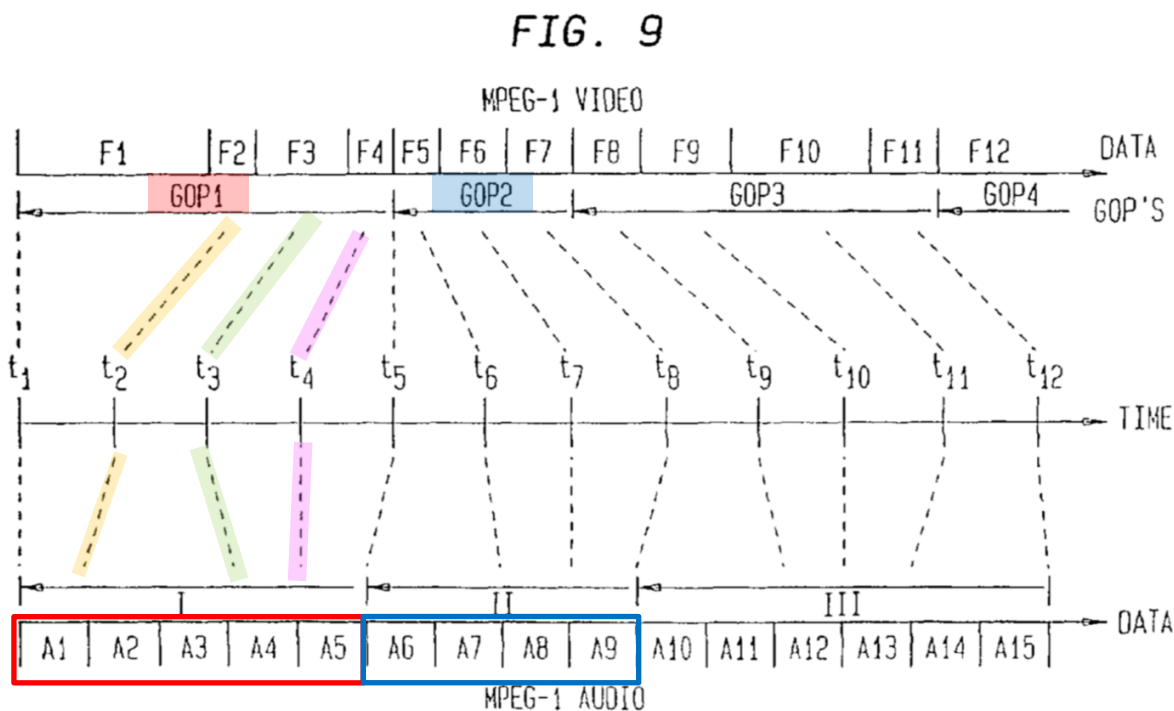 FIG. 9
MPEG-1 VIDEO
F1 F2 F3 F4 F5 F6 F7 F8 F9 F10 F11 F12 DATA
GOP1 GOP2 GOP3 GOP4 GOP'S
t1 t2 t3 t4 t5 t6 t7 t8 t9 t10 t11 t12
TIME
I II III
A1 A2 A3 A4 A5 A6 A7 A8 A9 A10 A11 A12 A13 A14 A15 DATA
MPEG-1 AUDIO